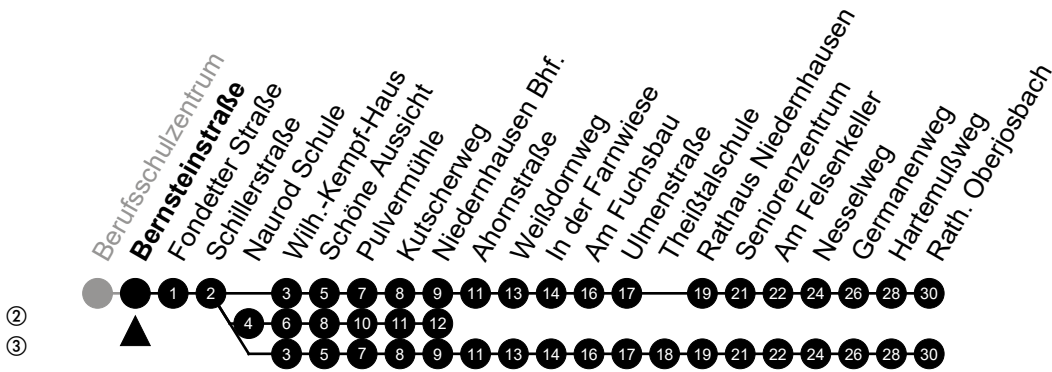 Berufsschulzentrum
Bernsteinstraße
Fondetter Straße
Schillerstraße
Naurod Schule
Wilh.-Kempf-Haus
Schöne Aussicht
Pulvermühle
Kutscherweg
Niedernhausen Bhf.
Ahornstraße
Weißdornweg
In der Farnwiese
Am Fuchsbau
Ulmenstraße
Theißtalschule
Rathaus Niedernhausen
Seniorenzentrum
Am Felsenkeller
Nesselweg
Germanenweg
Hartemußweg
Rath. Oberjosbach
1 2 3 5 7 8 9 11 13 14 16 17 19 21 22 24 26 28 30
② 4 6 8 10 11 12
③ 3 5 7 8 9 11 13 14 16 17 18 19 21 22 24 26 28 30